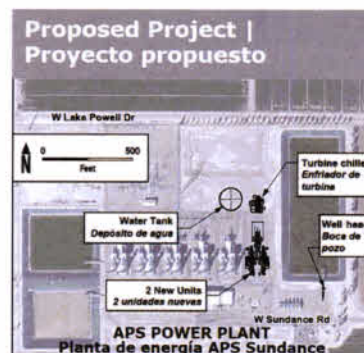 Proposed Project |
Proyecto propuesto
W Lake Powell Dr
N
0 500
Feet
Turbine chille
Enfriador de
turbina
Water Tank
Depósito de agua
Well head
Boca de
pozo
2 New Units
2 unidades nuevas
W Sundance Rd
APS POWER PLANT
Planta de energía APS Sundance